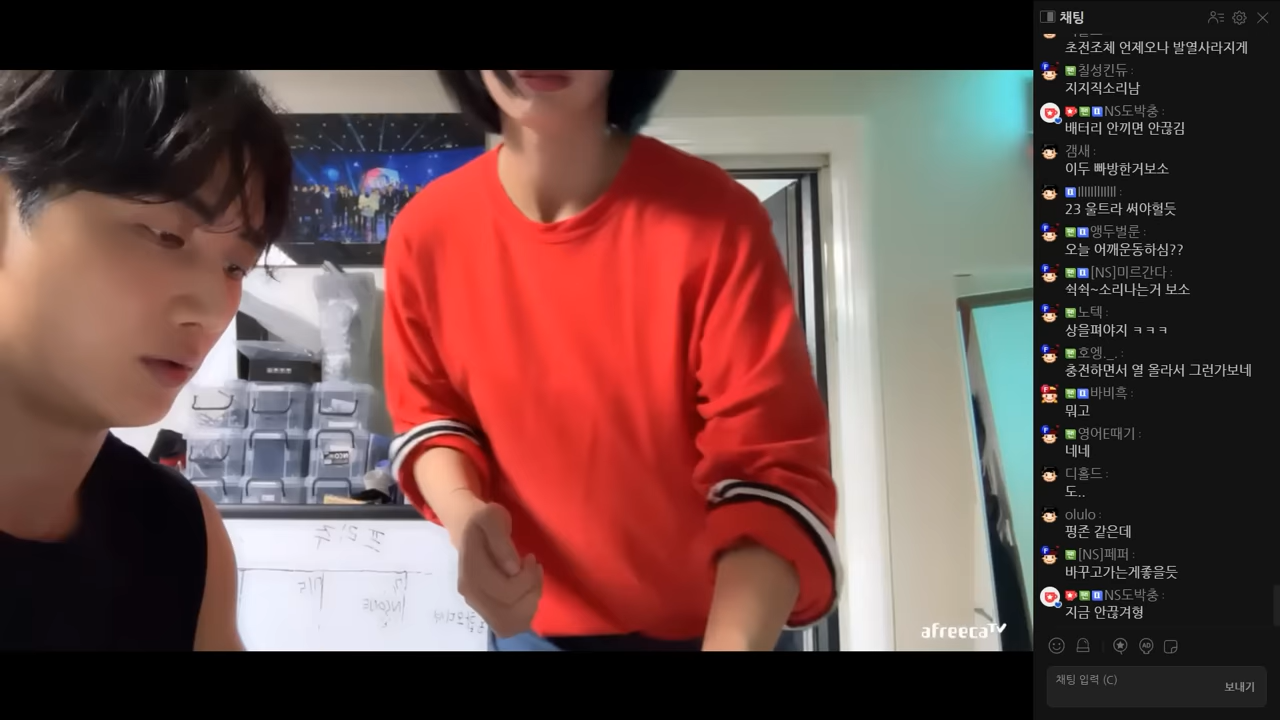 채팅
초전조체 언제오나 발열사라지게
칠성킨듀 :
지지직소리남
NS도박충 :
배터리 안끼면 안끊김
갬새 :
이두 빠방한거보소
llllllllllll :
23 울트라 써야헐듯
앵두벌룬 :
오늘 어깨운동하심??
[NS]미르간다 :
쉭쉭~소리나는거 보소
노텍 :
상을펴야지 ㅋㅋㅋ
호엥._. :
충전하면서 열 올라서 그런가보네
바비흑 :
뭐고
영어E때기 :
네네
디홀드 :
도..
olulo :
펑존 같은데
[NS]페퍼 :
바꾸고가는게좋을듯
NS도박충 :
지금 안끊겨형
afreecaTV
채팅 입력 (C)
보내기